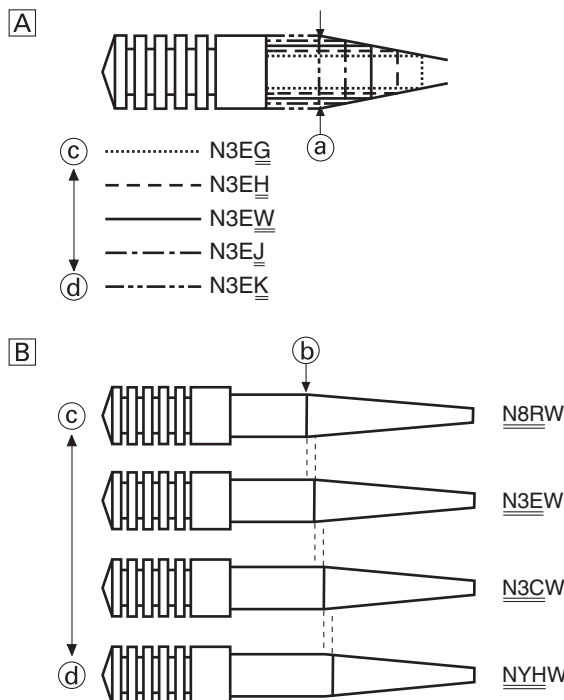 A
c N3EG
a
N3EH
N3EW
N3EJ
d N3EK
B
b
c N8RW
N3EW
N3CW
d NYHW